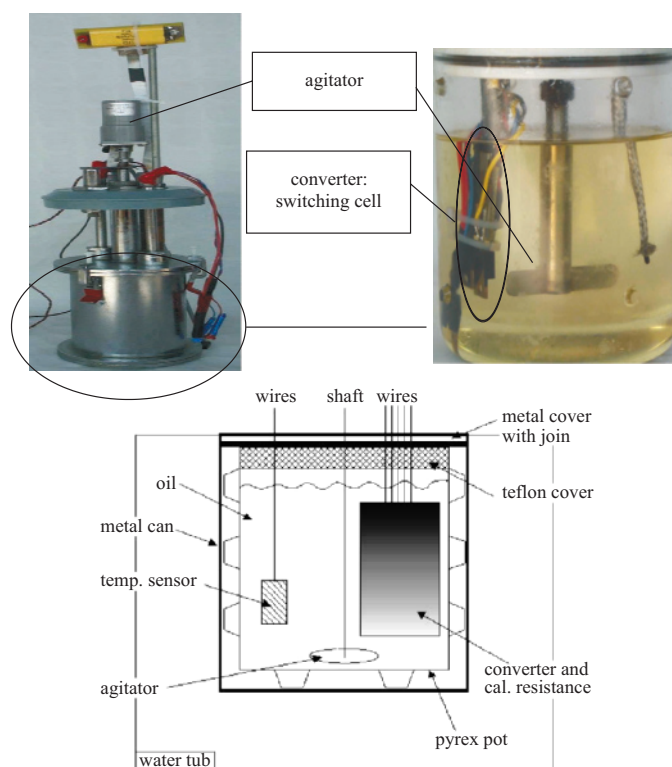 agitator
converter:
switching cell
wires
shaft
wires
metal cover
with join
oil
teflon cover
metal can
temp. sensor
agitator
converter and
cal. resistance
pyrex pot
water tub